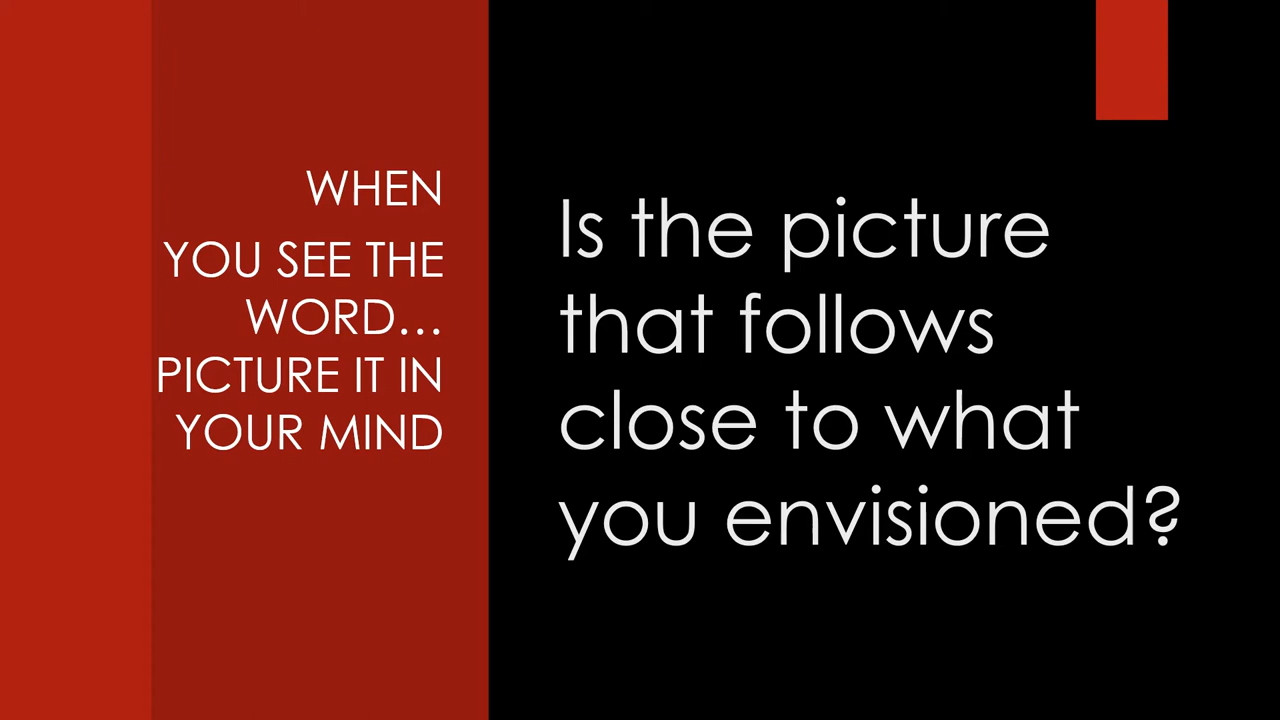 WHEN
YOU SEE THE
WORD…
PICTURE IT IN
YOUR MIND
Is the picture
that follows
close to what
you envisioned?